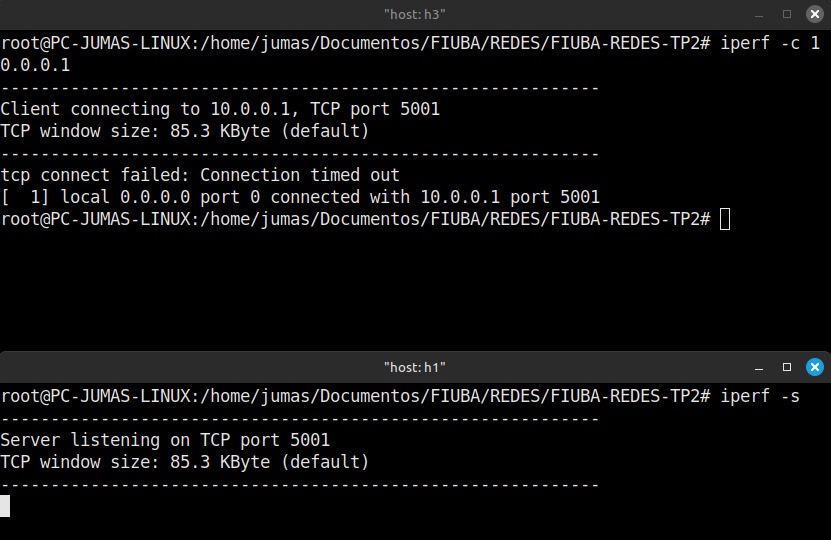 "host: h3"
root@PC-JUMAS-LINUX:/home/jumas/Documentos/FIUBA/REDES/FIUBA-REDES-TP2# iperf -c 1
0.0.0.1
------------------------------------------------------------
Client connecting to 10.0.0.1, TCP port 5001
TCP window size: 85.3 KByte (default)
------------------------------------------------------------
tcp connect failed: Connection timed out
[  1] local 0.0.0.0 port 0 connected with 10.0.0.1 port 5001
root@PC-JUMAS-LINUX:/home/jumas/Documentos/FIUBA/REDES/FIUBA-REDES-TP2#
"host: h1"
root@PC-JUMAS-LINUX:/home/jumas/Documentos/FIUBA/REDES/FIUBA-REDES-TP2# iperf -s
------------------------------------------------------------
Server listening on TCP port 5001
TCP window size: 85.3 KByte (default)
------------------------------------------------------------